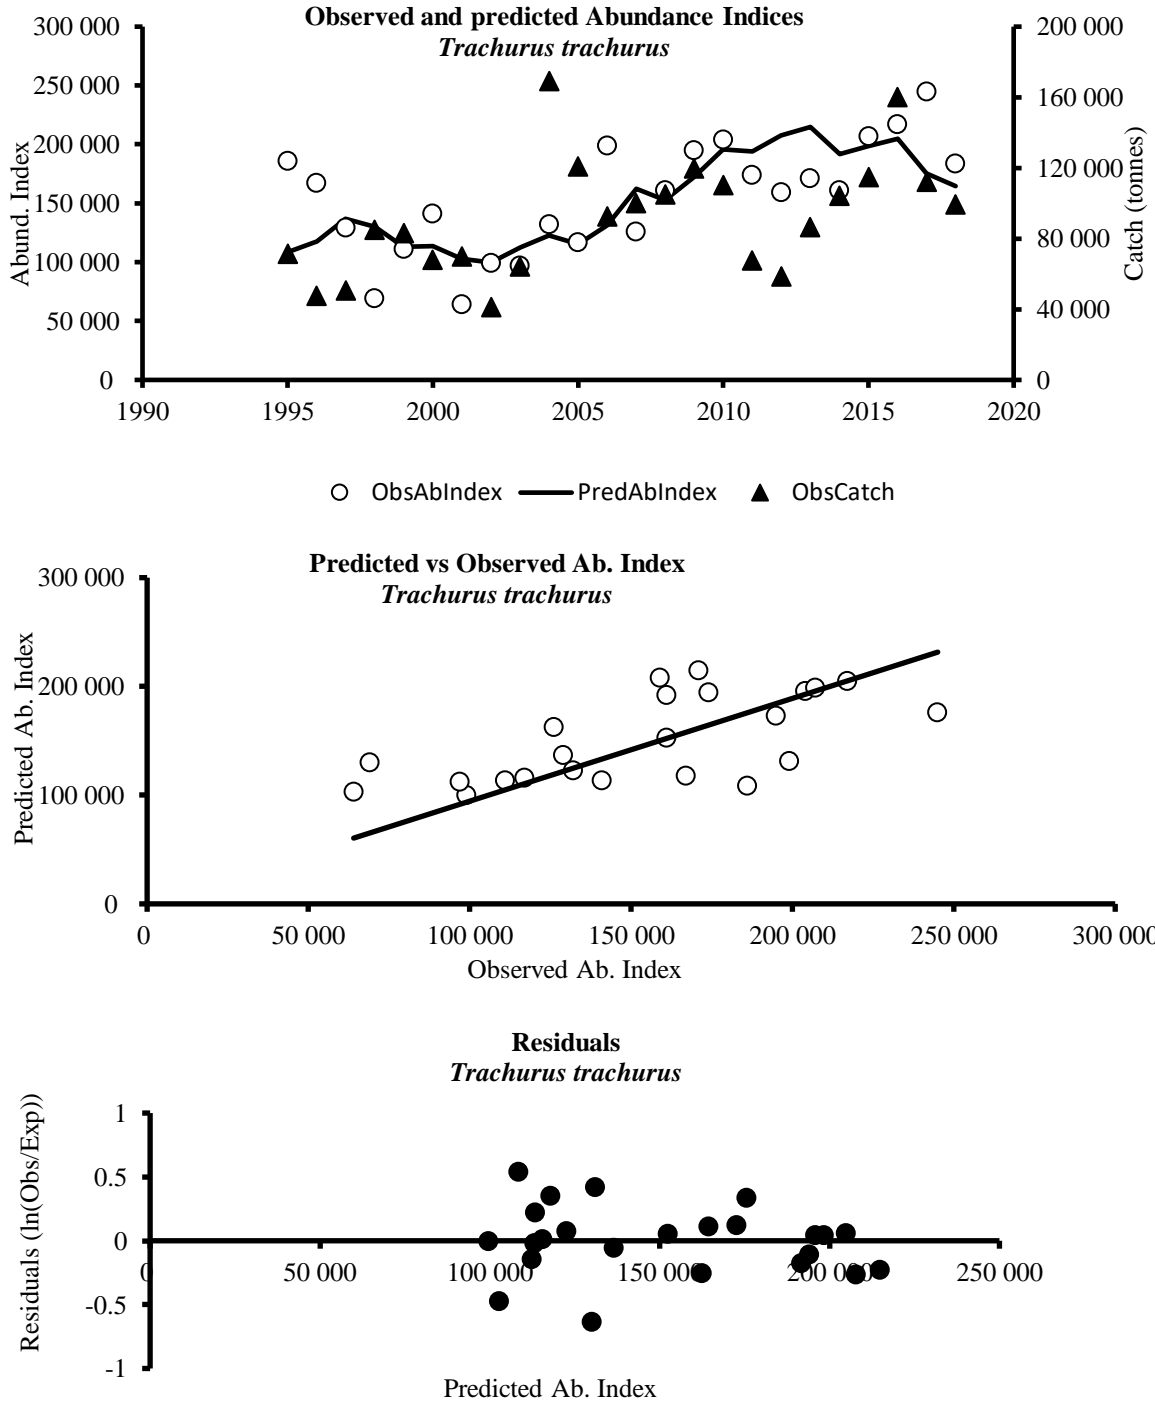 Observed and predicted Abundance Indices
Trachurus trachurus
300 000
250 000
200 000
150 000
100 000
50 000
0
Abund. Index
200 000
160 000
120 000
80 000
40 000
0
Catch (tonnes)
1990 1995 2000 2005 2010 2015 2020
ObsAbIndex PredAbIndex ObsCatch
Predicted vs Observed Ab. Index
Trachurus trachurus
300 000
200 000
100 000
0
Predicted Ab. Index
0 50 000 100 000 150 000 200 000 250 000 300 000
Observed Ab. Index
Residuals
Trachurus trachurus
1
0.5
0
-0.5
-1
Residuals (ln(Obs/Exp))
0 50 000 100 000 150 000 200 000 250 000
Predicted Ab. Index